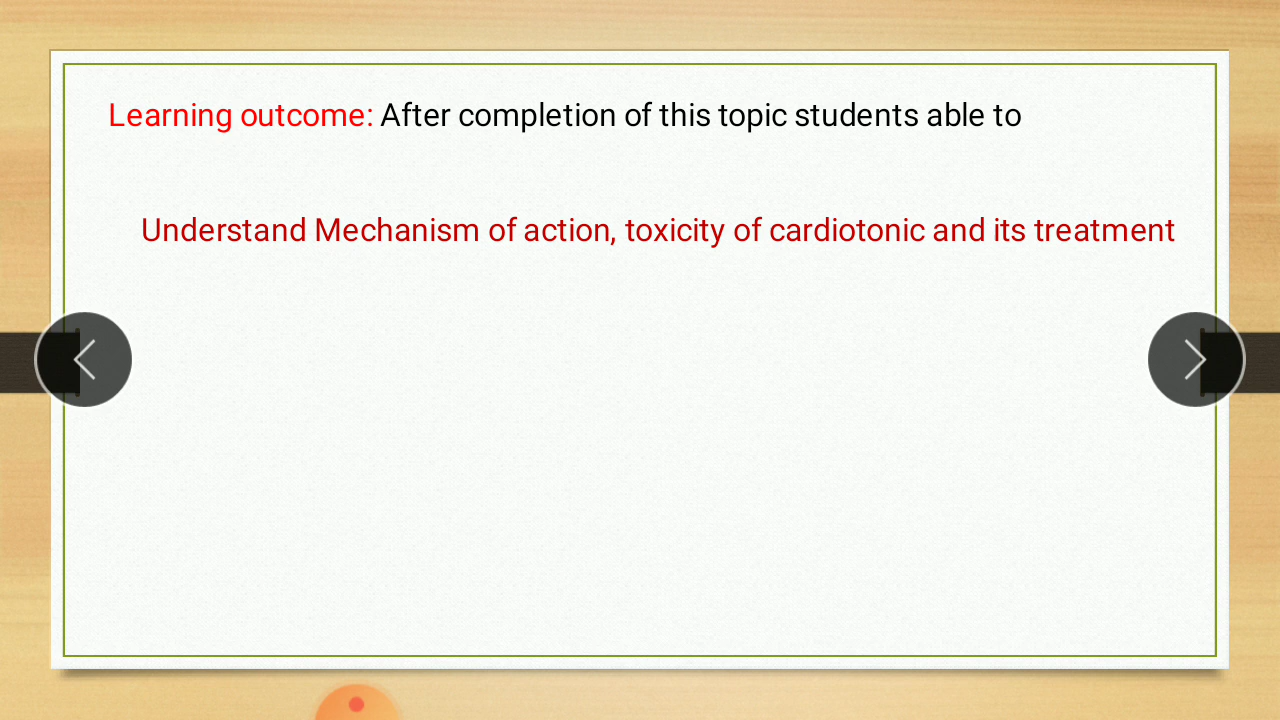 Learning outcome: After completion of this topic students able to
Understand Mechanism of action, toxicity of cardiotonic and its treatment